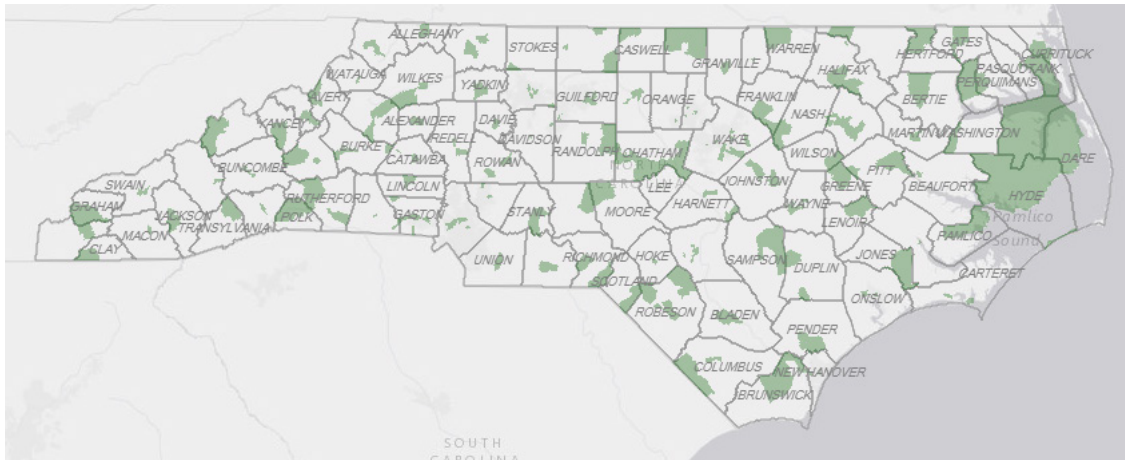 ALLEGHANY
STOKES
CASWELL
WARREN
GATES
HERTFORD
CURRITUCK
GRANVILLE
PASQUOTANK
WATAUGA
WILKES
HALIFAX
PERQUIMANS
YADKIN
AVERY
GUILFORD
ORANGE
FRANKLIN
BERTIE
YANCEY
ALEXANDER
DAVIE
NASH
IREDELL
DAVIDSON
MARTIN
WASHINGTON
BURKE
WAKE
RANDOLPH
CHATHAM
WILSON
CATAWBA
ROWAN
DARE
BUNCOMBE
NORTH
CAROLINA
PITT
SWAIN
LINCOLN
LEE
JOHNSTON
GREENE
BEAUFORT
RUTHERFORD
HYDE
GRAHAM
HARNETT
WAYNE
JACKSON
POLK
GASTON
STANLY
MOORE
LENOIR
Pamlico
TRANSYLVANIA
MACON
PAMLICO
Sound
CLAY
UNION
RICHMOND
HOKE
SAMPSON
JONES
DUPLIN
CARTERET
SCOTLAND
ONSLOW
ROBESON
BLADEN
PENDER
COLUMBUS
NEW HANOVER
BRUNSWICK
SOUTH
CAROLINA